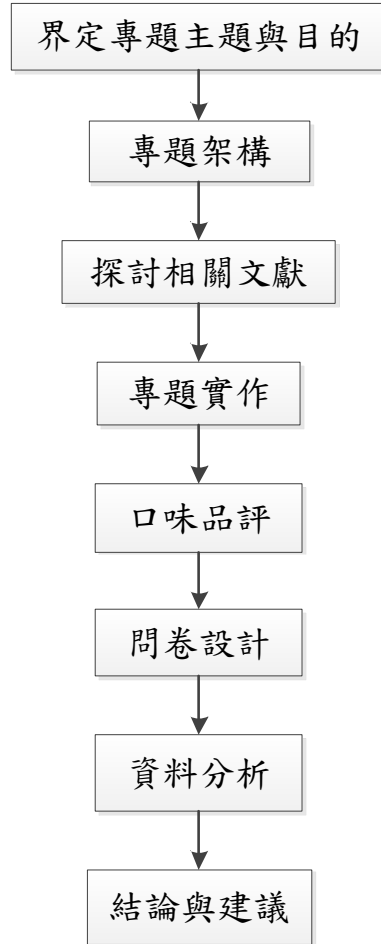 界定專題主題與目的
專題架構
探討相關文獻
專題實作
口味品評
問卷設計
資料分析
結論與建議